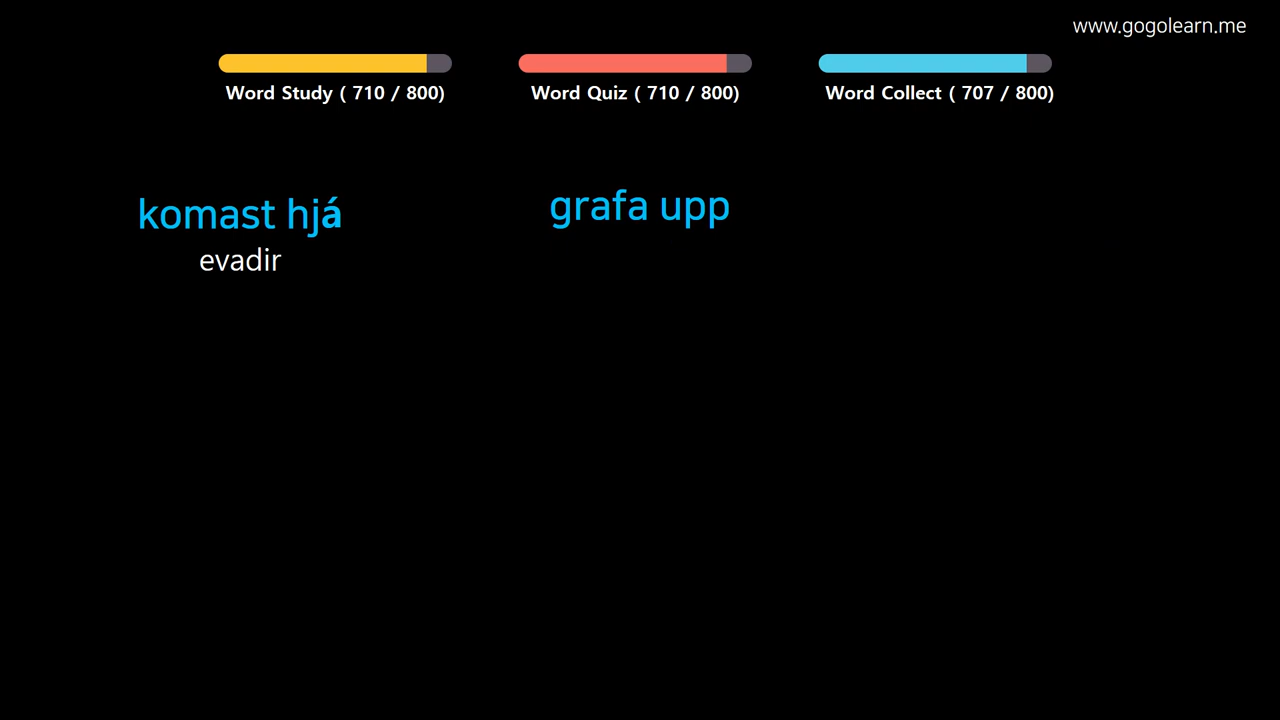 www.gogolearn.me
Word Study ( 710 / 800)
Word Quiz ( 710 / 800)
Word Collect ( 707 / 800)
komast hjá
evadir
grafa upp